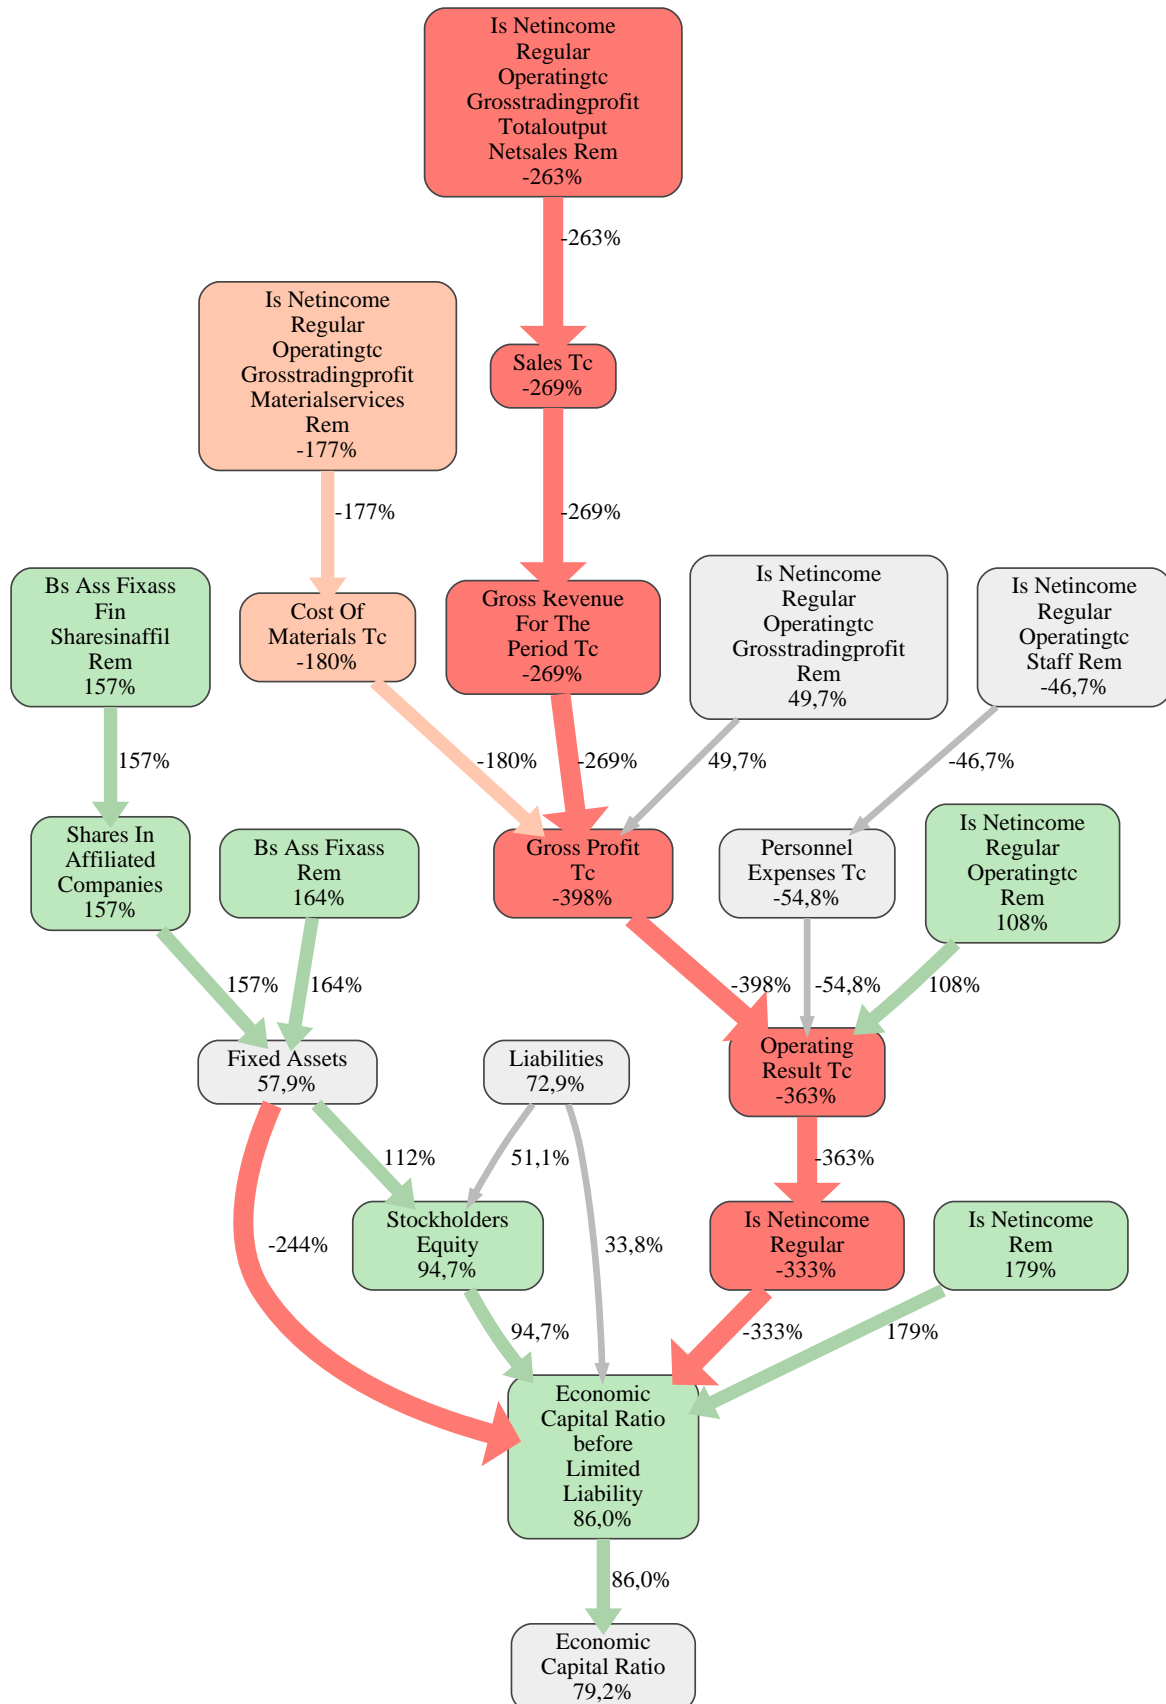 Is Netincome
Regular
Operatingtc
Grosstradingprofit
Totaloutput
Netsales Rem
-263%
-263%
Is Netincome
Regular
Operatingtc
Grosstradingprofit
Materialservices
Rem
-177%
Sales Tc
-269%
-177%
-269%
Bs Ass Fixass
Fin
Sharesinaffil
Rem
157%
Cost Of
Materials Tc
-180%
Gross Revenue
For The
Period Tc
-269%
Is Netincome
Regular
Operatingtc
Grosstradingprofit
Rem
49,7%
Is Netincome
Regular
Operatingtc
Staff Rem
-46,7%
157%
-180%
-269%
49,7%
-46,7%
Shares In
Affiliated
Companies
157%
Bs Ass Fixass
Rem
164%
Gross Profit
Tc
-398%
Personnel
Expenses Tc
-54,8%
Is Netincome
Regular
Operatingtc
Rem
108%
157%
164%
-398%
-54,8%
108%
Fixed Assets
57,9%
Liabilities
72,9%
Operating
Result Tc
-363%
112%
51,1%
-363%
Stockholders
Equity
94,7%
Is Netincome
Regular
-333%
Is Netincome
Rem
179%
-244%
33,8%
94,7%
-333%
179%
Economic
Capital Ratio
before
Limited
Liability
86,0%
86,0%
Economic
Capital Ratio
79,2%